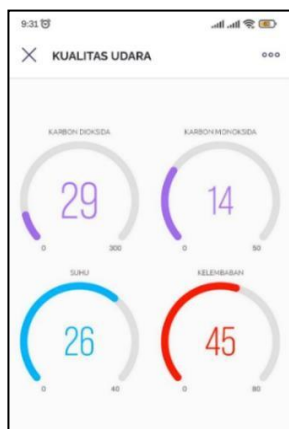 9:31
KUALITAS UDARA
KARBON DIOKSIDA KARBON MONOKSIDA
29 14
0 300 0 50
SUHU KELEMBABAN
26 45
0 40 0 80